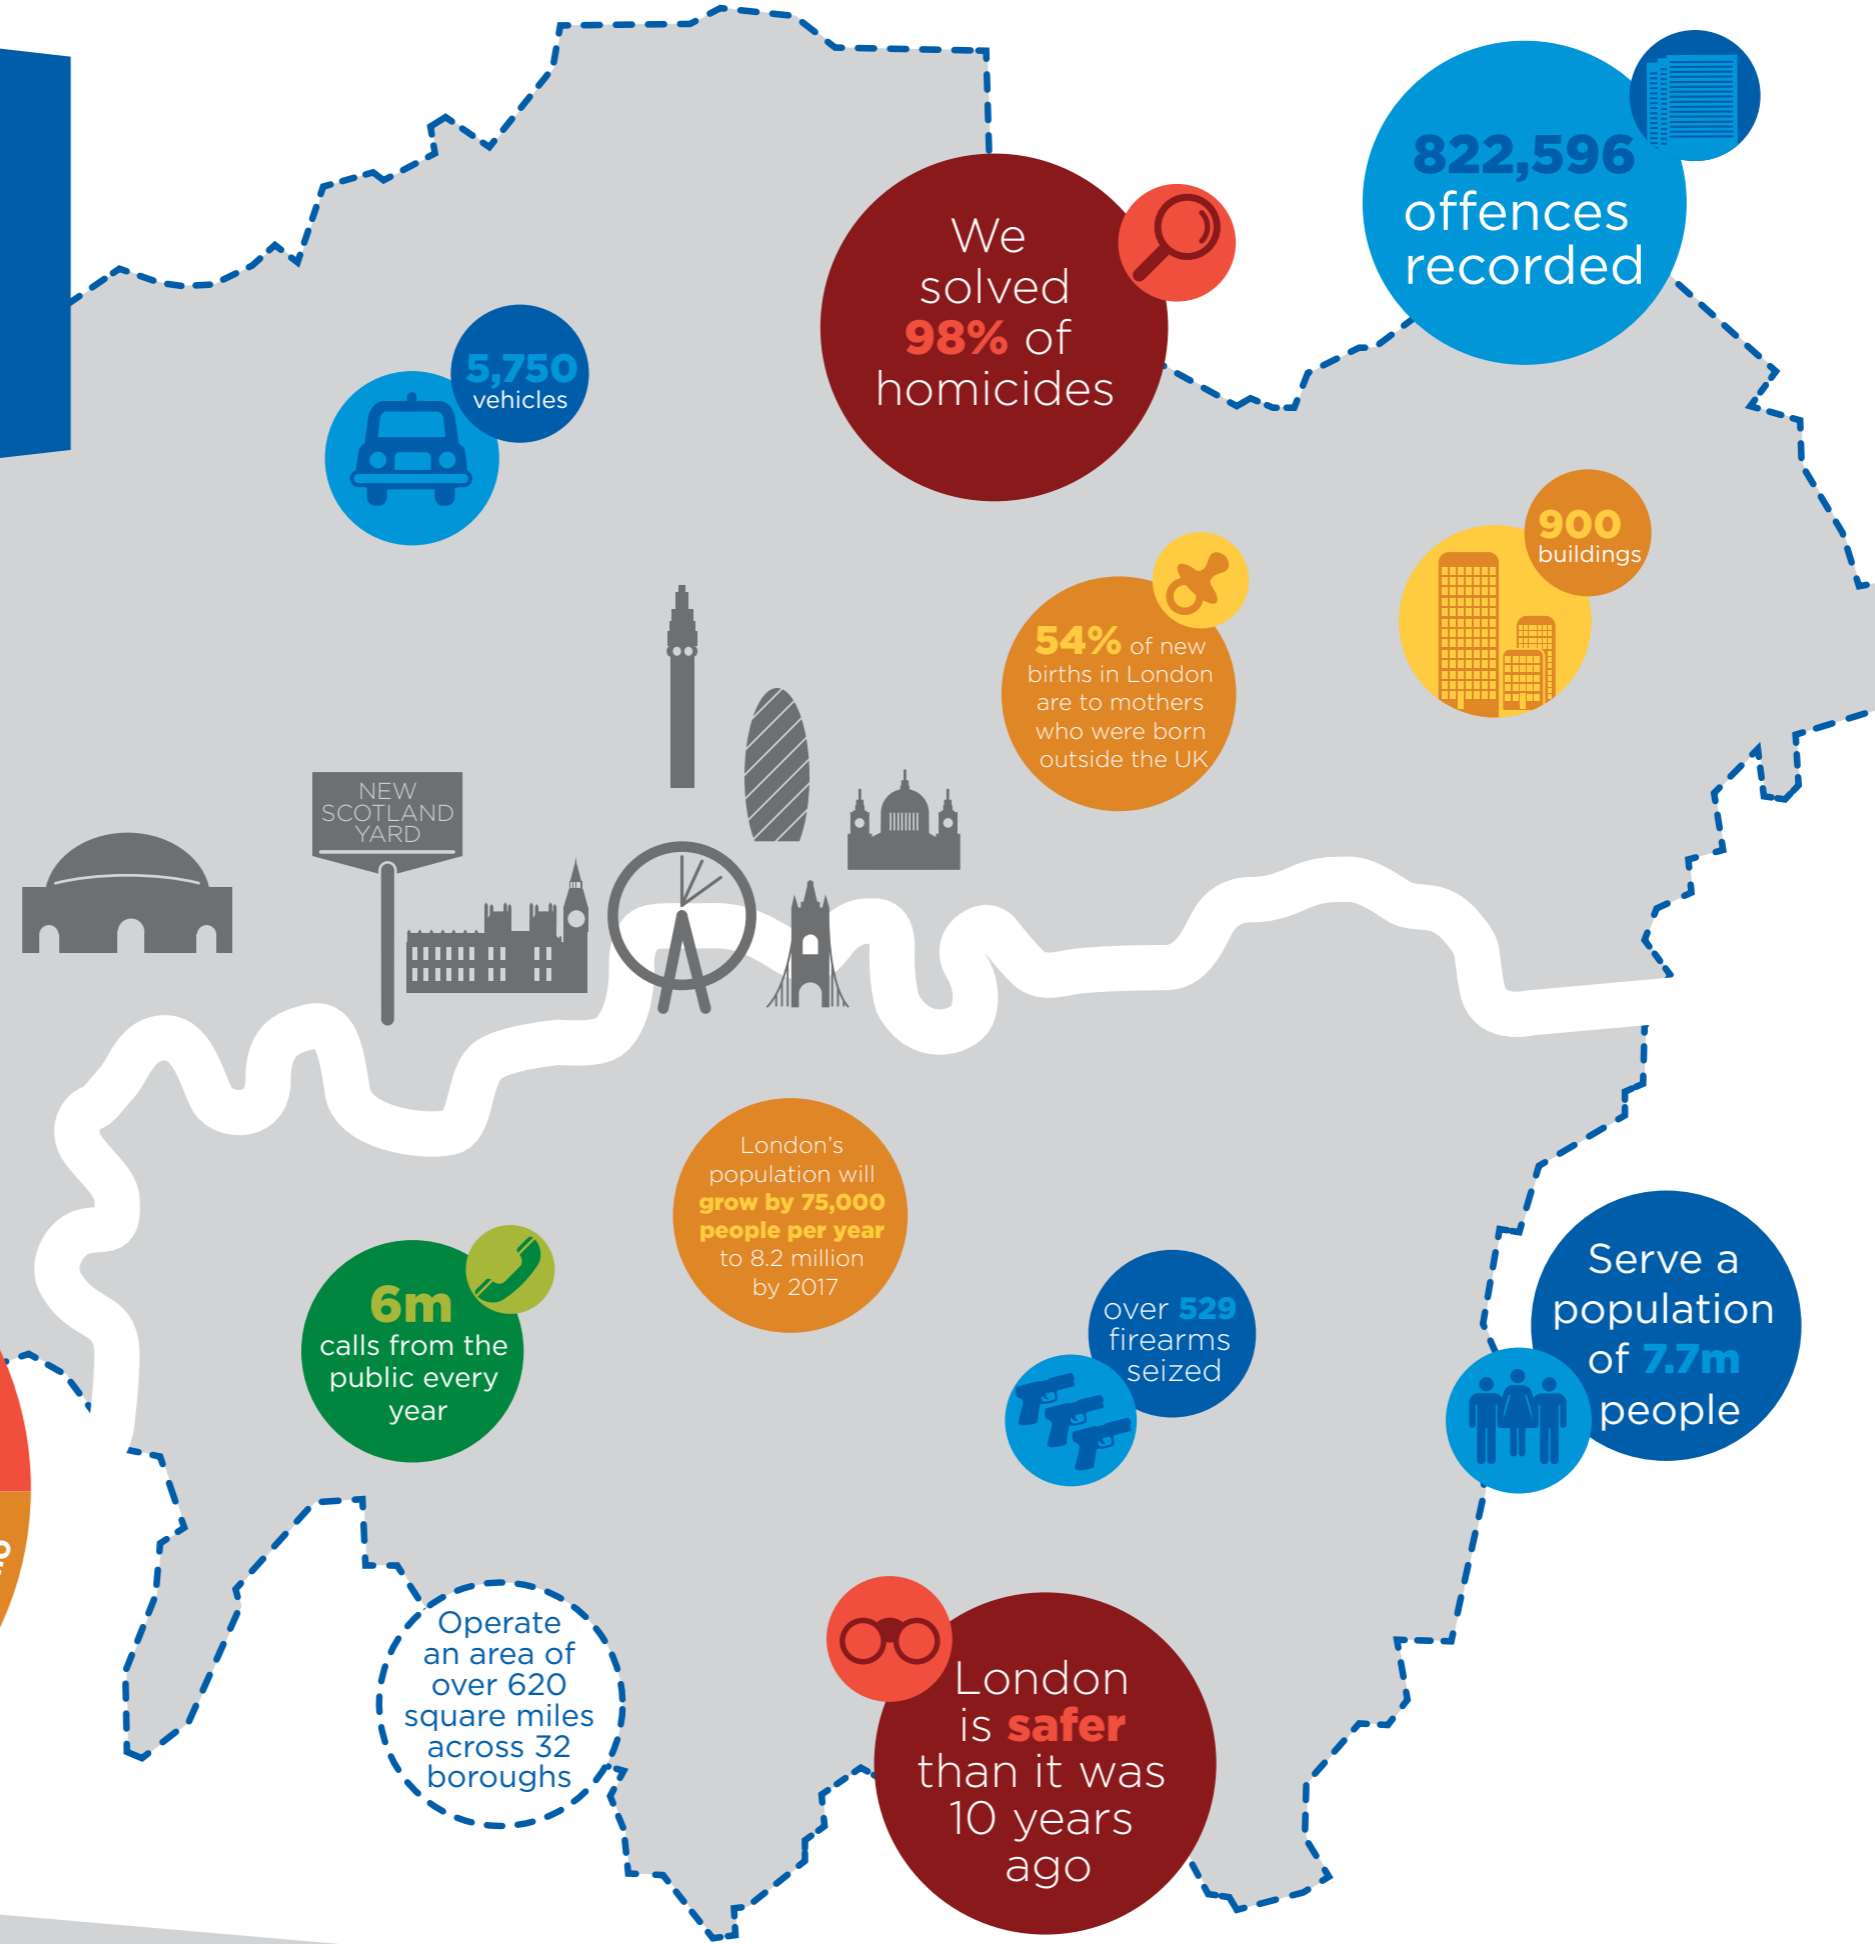 822,596
offences
recorded
We
solved
98% of
homicides
5,750
vehicles
900
buildings
54% of new
births in London
are to mothers
who were born
outside the UK
NEW
SCOTLAND
YARD
London's
population will
grow by 75,000
people per year
to 8.2 million
by 2017
6m
calls from the
public every
year
over 529
firearms
seized
Serve a
population
of 7.7m
people
Operate
an area of
over 620
square miles
across 32
boroughs
London
is safer
than it was
10 years
ago